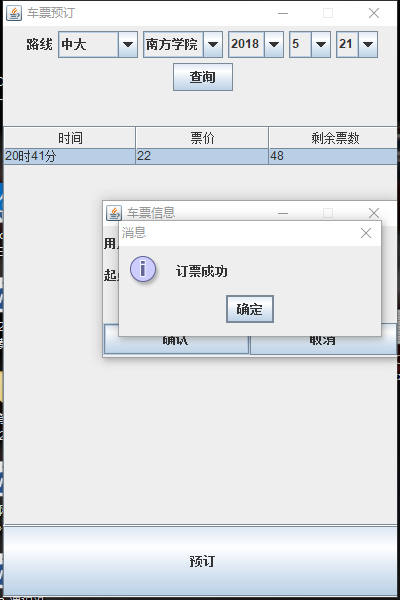 车票预订
路线 中大 南方学院 2018 5 21
查询
时间 票价 剩余票数
20时41分 22 48
车票信息
消息
订票成功
确定
确认 取消
预订